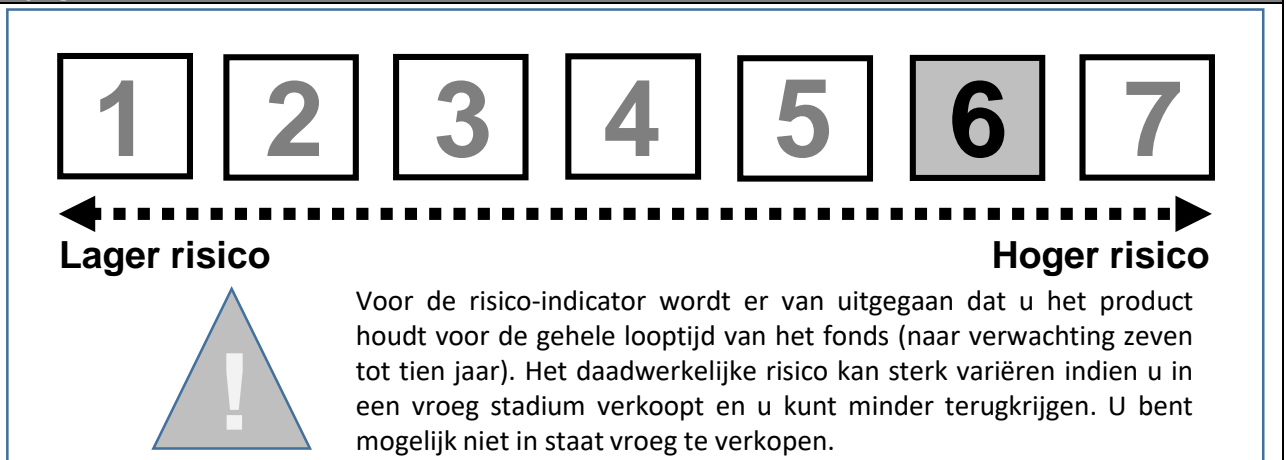 1 2 3 4 5 6 7
Lager risico Hoger risico
!
Voor de risico-indicator wordt er van uitgegaan dat u het product
houdt voor de gehele looptijd van het fonds (naar verwachting zeven
tot tien jaar). Het daadwerkelijke risico kan sterk variëren indien u in
een vroeg stadium verkoopt en u kunt minder terugkrijgen. U bent
mogelijk niet in staat vroeg te verkopen.